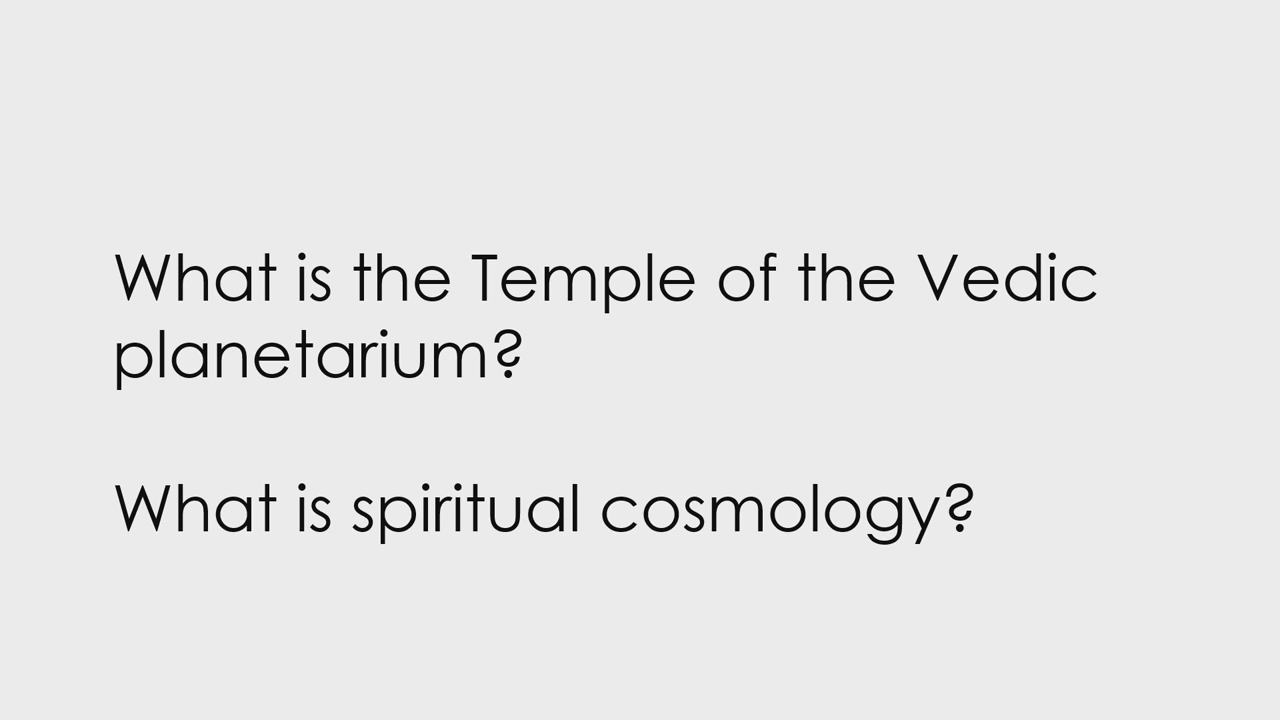 What is the Temple of the Vedic
planetarium?
What is spiritual cosmology?